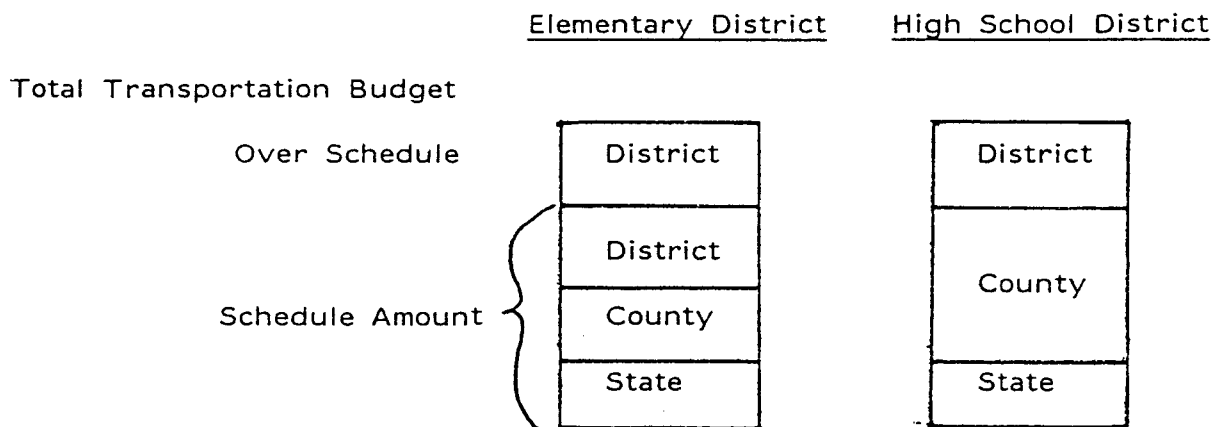 Elementary District High School District
Total Transportation Budget
Over Schedule District District
District
County
Schedule Amount County
State State